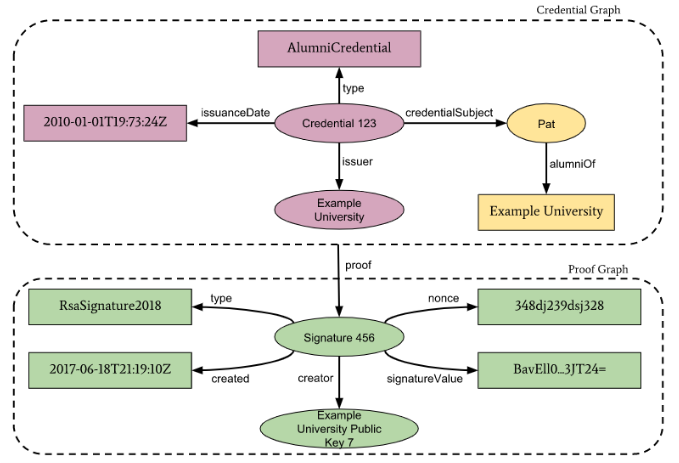 Credential Graph
AlumniCredential
type
2010-01-01T19:73:24Z
issuanceDate
Credential 123
credentialSubject
Pat
issuer
alumniOf
Example
University
Example University
proof
Proof Graph
RsaSignature2018
type
nonce
348dj239dsj328
Signature 456
2017-06-18T21:19:10Z
created
creator
signatureValue
BavEll0...3JT24=
Example
University Public
Key 7